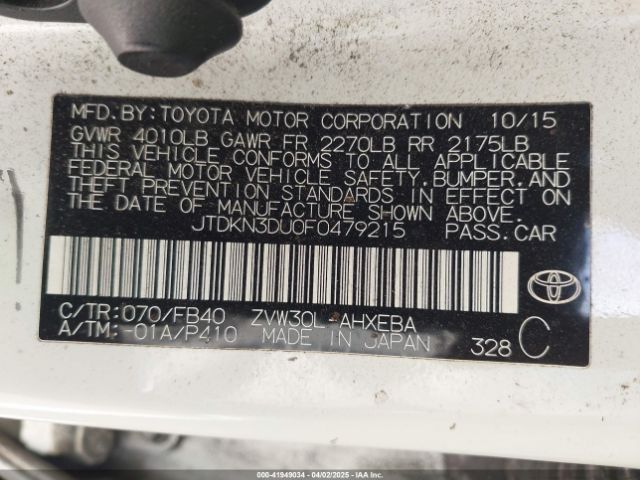 MFD.BY:TOYOTA MOTOR CORPORATION 10/15
GVWR 4010LB GAWR FR 2270LB RR 2175LB
THIS VEHICLE CONFORMS TO ALL APPLICABLE
FEDERAL MOTOR VEHICLE SAFETY,BUMPER,AND
THEFT PREVENTION STANDARDS IN EFFECT ON
THE DATE OF MANUFACTURE SHOWN ABOVE.
JTDKN3DU0F0479215 PASS.CAR
C/TR:070/FB40 ZVW30L-AHXEBA
A/TM:-01A/P410 MADE IN JAPAN 328 C
000-41949034 - 04/02/2025 - IAA Inc.